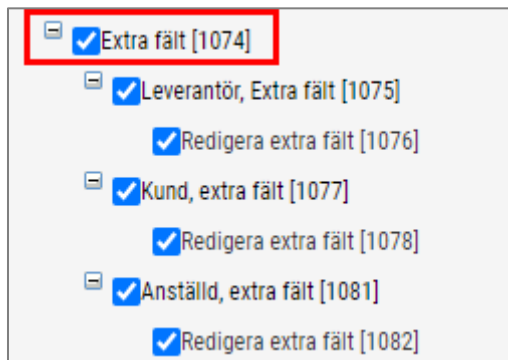 Extra fält [1074]
Leverantör, Extra fält [1075]
Redigera extra fält [1076]
Kund, extra fält [1077]
Redigera extra fält [1078]
Anställd, extra fält [1081]
Redigera extra fält [1082]